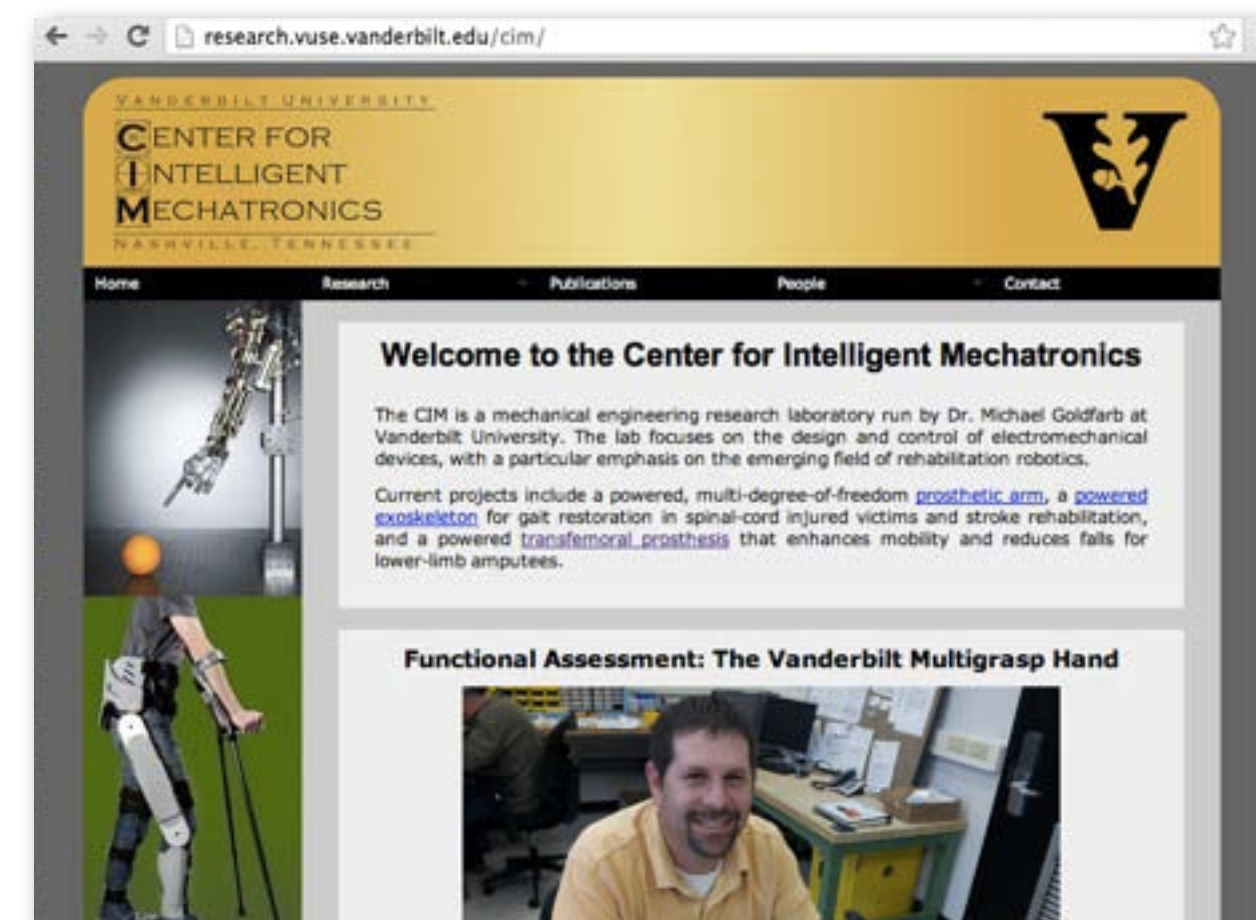 research.vuse.vanderbilt.edu/cim/
VANDERBILT UNIVERSITY
CENTER FOR
INTELLIGENT
MECHATRONICS
NASHVILLE, TENNESSEE
Home Research Publications People Contact
Welcome to the Center for Intelligent Mechatronics
The CIM is a mechanical engineering research laboratory run by Dr. Michael Goldfarb at
Vanderbilt University. The lab focuses on the design and control of electromechanical
devices, with a particular emphasis on the emerging field of rehabilitation robotics.
Current projects include a powered, multi-degree-of-freedom prosthetic arm, a powered
exoskeleton for gait restoration in spinal-cord injured victims and stroke rehabilitation,
and a powered transfemoral prosthesis that enhances mobility and reduces falls for
lower-limb amputees.
Functional Assessment: The Vanderbilt Multigrasp Hand